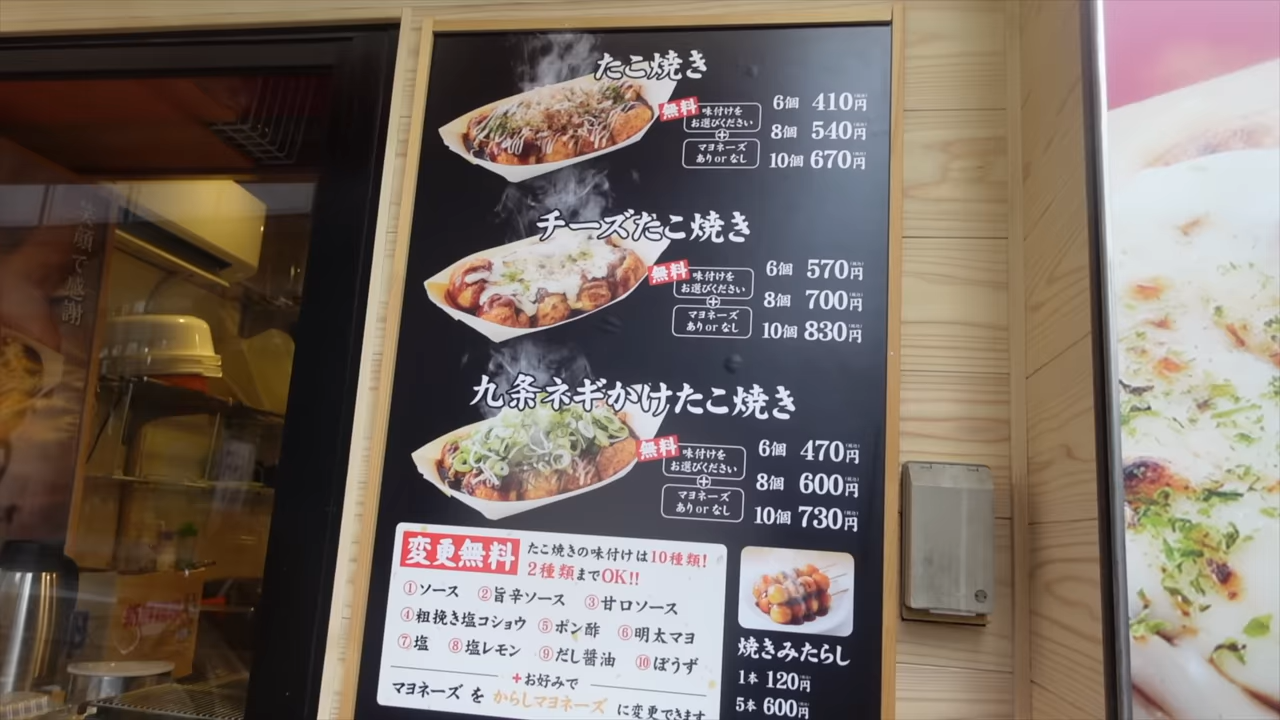 たこ焼き
無料
味付けを
お選びください
+
マヨネーズ
ありorなし
6個 410円
8個 540円
10個 670円
チーズたこ焼き
無料
味付けを
お選びください
+
マヨネーズ
ありorなし
6個 570円
8個 700円
10個 830円
九条ネギかけたこ焼き
無料
味付けを
お選びください
+
マヨネーズ
ありorなし
6個 470円
8個 600円
10個 730円
変更無料
たこ焼きの味付けは10種類!
2種類までOK!!
①ソース ②旨辛ソース ③甘口ソース
④粗挽き塩コショウ ⑤ポン酢 ⑥明太マヨ
⑦塩 ⑧塩レモン ⑨だし醤油 ⑩ぽうず
+お好みで
マヨネーズ を からしマヨネーズ に変更できます
焼きみたらし
1本 120円
5本 600円
笑顔で感謝